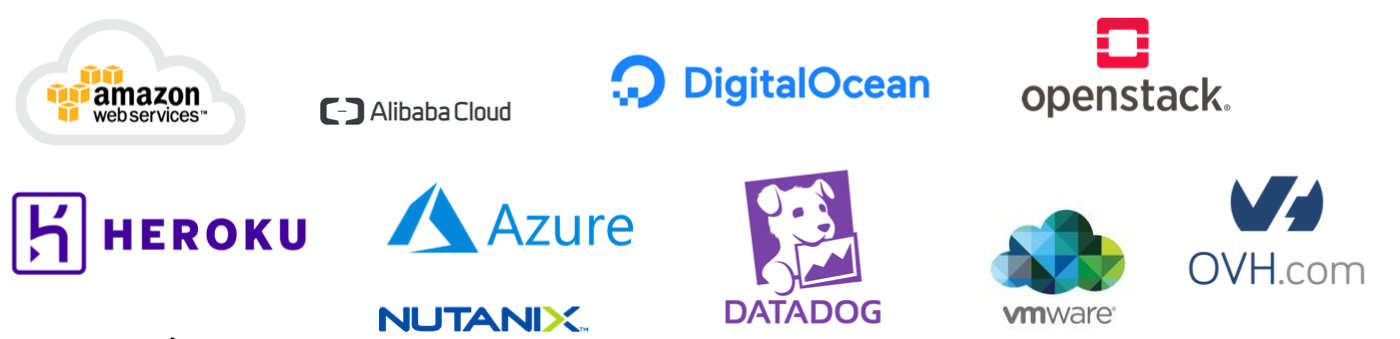 amazon
web services™
Alibaba Cloud
DigitalOcean
openstack®
HEROKU
Azure
DATADOG
vmware®
OVH.com
NUTANIX™